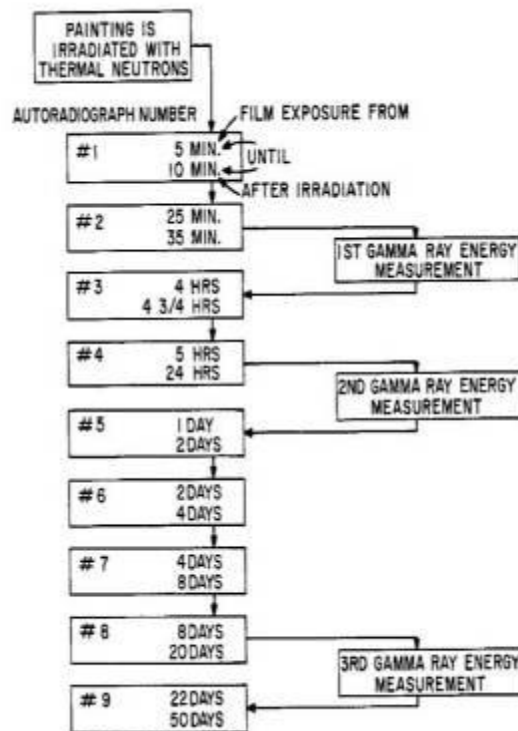 PAINTING IS
IRRADIATED WITH
THERMAL NEUTRONS
AUTORADIOGRAPH NUMBER
FILM EXPOSURE FROM
#1 5 MIN.
UNTIL
10 MIN.
AFTER IRRADIATION
#2 25 MIN.
35 MIN.
1ST GAMMA RAY ENERGY
MEASUREMENT
#3 4 HRS
4 3/4 HRS
#4 5 HRS
24 HRS
2ND GAMMA RAY ENERGY
MEASUREMENT
#5 1 DAY
2 DAYS
#6 2 DAYS
4 DAYS
#7 4 DAYS
8 DAYS
#8 8 DAYS
20 DAYS
3RD GAMMA RAY ENERGY
MEASUREMENT
#9 22 DAYS
50 DAYS